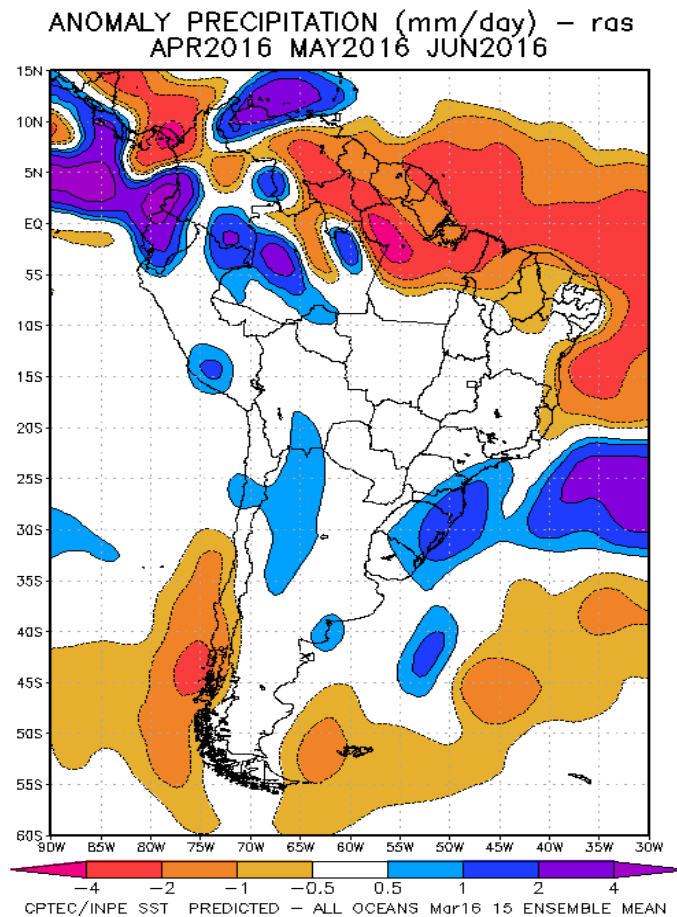 ANOMALY PRECIPITATION (mm/day) − ras
APR2016 MAY2016 JUN2016
15N
10N
5N
EQ
5S
10S
15S
20S
25S
30S
35S
40S
45S
50S
55S
60S
90W 85W 80W 75W 70W 65W 60W 55W 50W 45W 40W 35W 30W
−4 −2 −1 −0.5 0.5 1 2 4
CPTEC/INPE SST PREDICTED − ALL OCEANS Mar16 15 ENSEMBLE MEAN